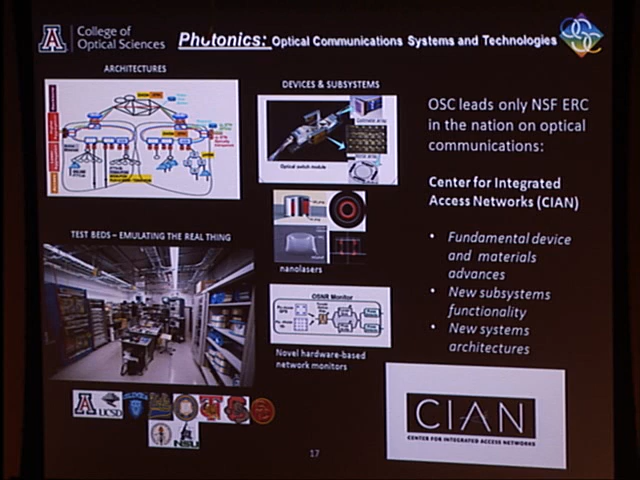 College of
Optical Sciences
Photonics: Optical Communications Systems and Technologies
OSC
ARCHITECTURES
DEVICES & SUBSYSTEMS
Optical switch module
OSC leads only NSF ERC
in the nation on optical
communications:
Center for Integrated
Access Networks (CIAN)
• Fundamental device
and materials
advances
• New subsystems
functionality
• New systems
architectures
TEST BEDS – EMULATING THE REAL THING
nanolasers
OSNR Monitor
Novel hardware-based
network monitors
A
UCSD
NSU
CIAN
CENTER FOR INTEGRATED ACCESS NETWORKS
17